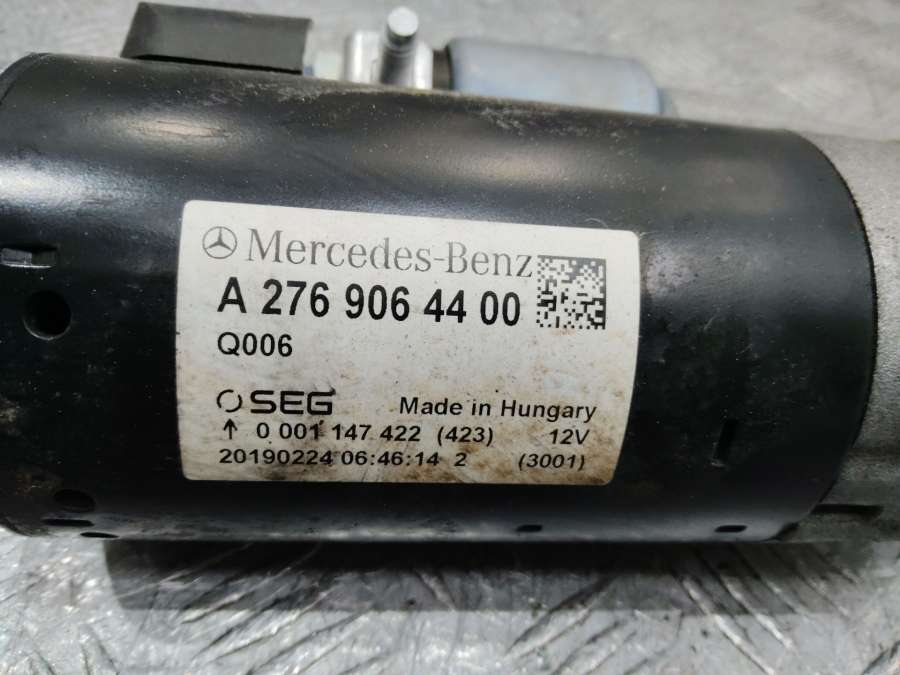 Mercedes-Benz
A 276 906 44 00
Q006
SEG Made in Hungary
↑ 0 001 147 422 (423) 12V
20190224 06:46:14 2 (3001)